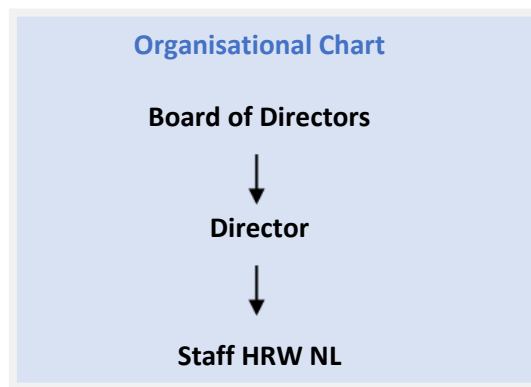 Organisational Chart
Board of Directors
Director
Staff HRW NL